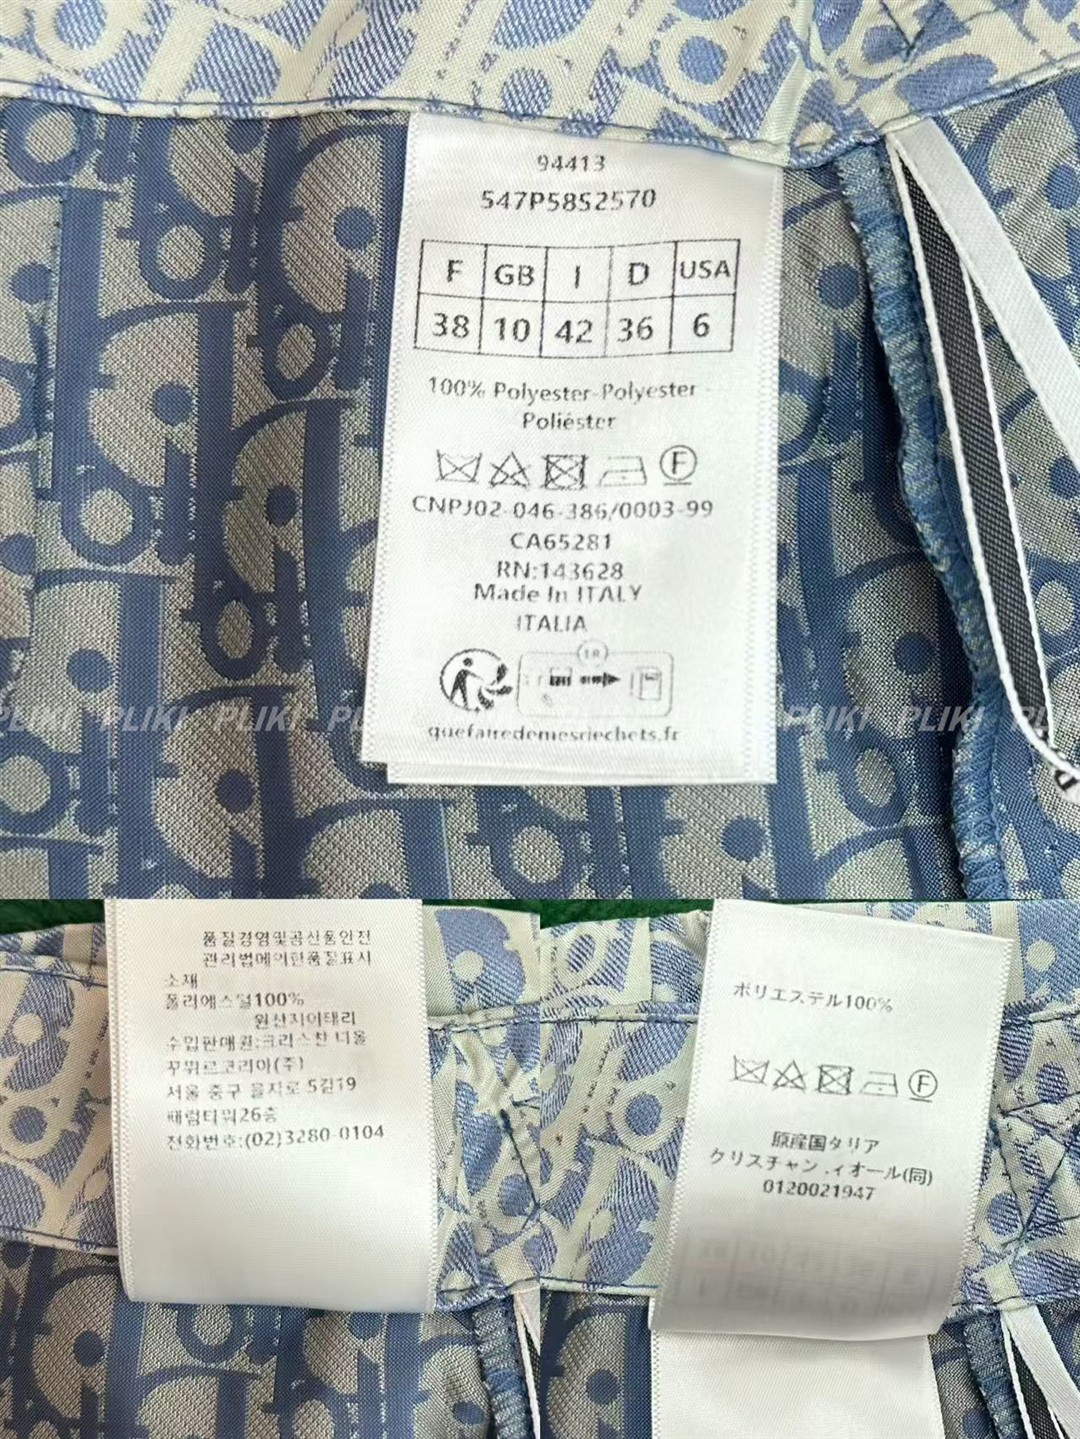 94413
547P58S2570
F GB I D USA
38 10 42 36 6
100% Polyester-Polyester
Poliéster
F
CNPJ02-046-386/0003-99
CA65281
RN:143628
Made In ITALY
ITALIA
18
quefairedemesriechets.fr
PLIKI PLIKI PLIKI PLIKI PLIKI PLIKI
품질경영및공산품안전
관리법메의한품질표시
소재
폴리에스털100%
원산지이태리
수입판매원:크리스찬 디올
꾸뛰르코리아(주)
서울 중구 을지로 5길19
페럼타워26층
전화번호:(02)3280-0104
ポリエステル100%
F
原産国タリア
クリスチャン.ィオール(同)
0120021947